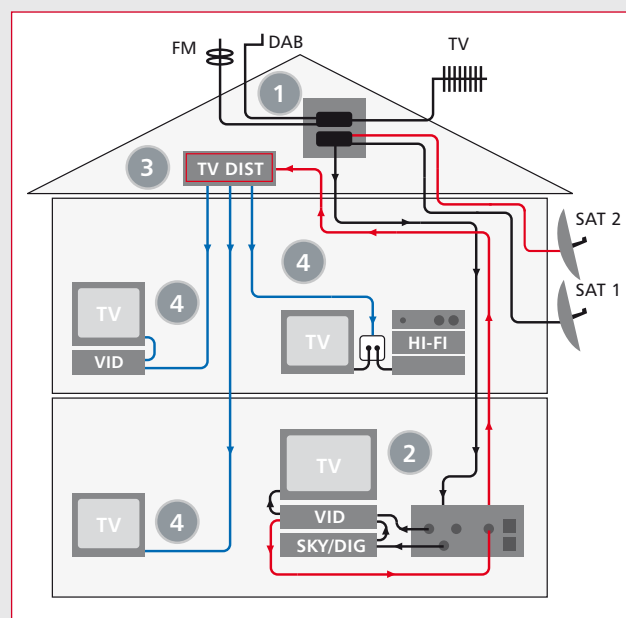 FM
DAB
TV
1
3
TV DIST
SAT 2
4
4
SAT 1
TV
VID
TV
HI-FI
2
TV
TV
4
VID
SKY/DIG